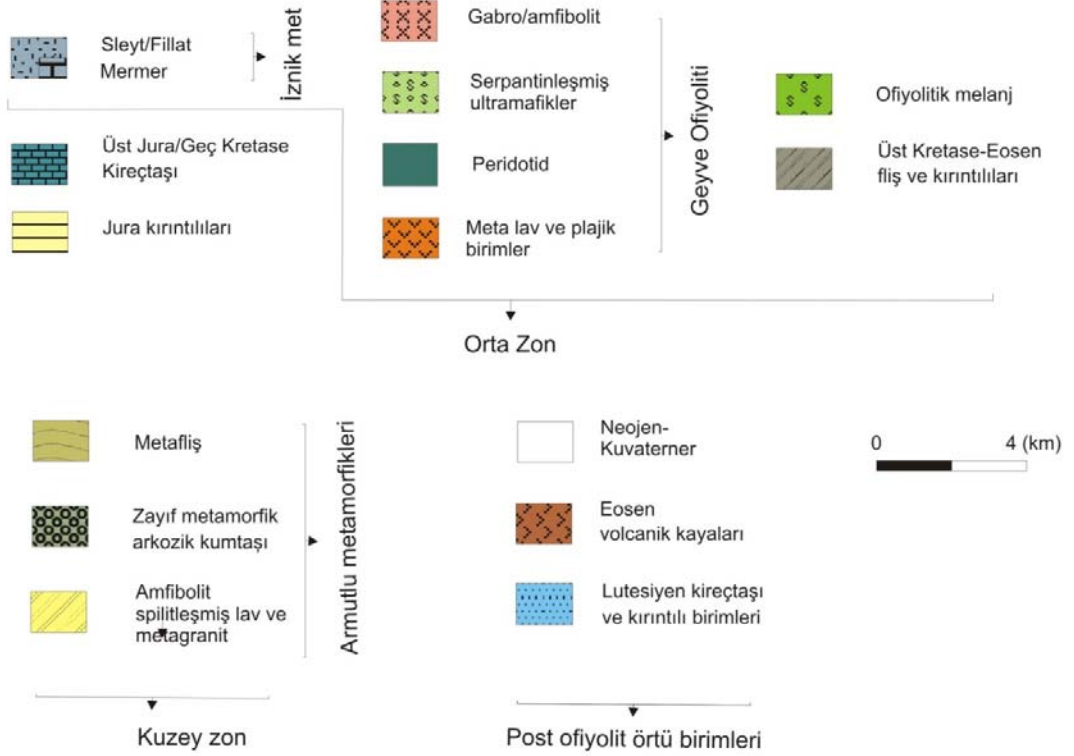 Sleyt/Fillat
Mermer
İznik met
Üst Jura/Geç Kretase
Kireçtaşı
Jura kırıntılıları
Gabro/amfibolit
Serpantinleşmiş
ultramafikler
Peridotid
Meta lav ve plajik
birimler
Geyve Ofiyoliti
Ofiyolitik melanj
Üst Kretase-Eosen
fliş ve kırıntılıları
Orta Zon
Metafliş
Zayıf metamorfik
arkozik kumtaşı
Amfibolit
spilitleşmiş lav ve
metagranit
Armutlu metamorfikleri
Kuzey zon
Neojen-
Kuvaterner
Eosen
volcanik kayaları
Lutesiyen kireçtaşı
ve kırıntılı birimleri
Post ofiyolit örtü birimleri
0 4 (km)